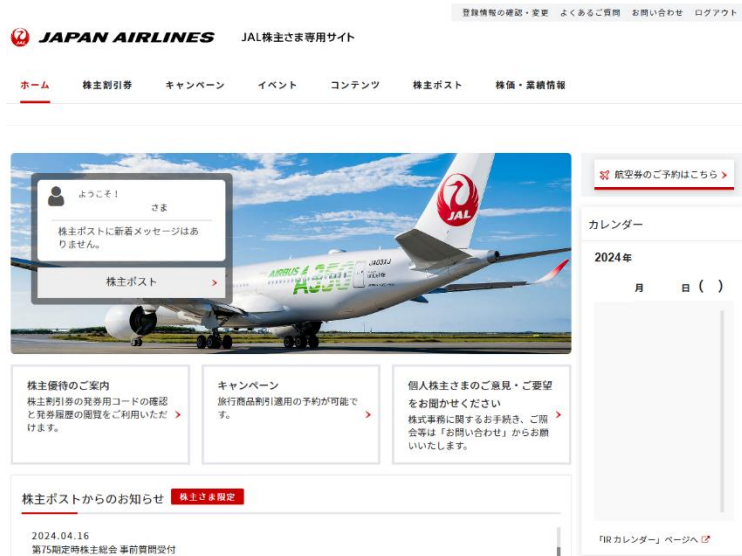 登録情報の確認・変更 よくあるご質問 お問い合わせ ログアウト
JAL
JAPAN AIRLINES JAL株主さま専用サイト
ホーム 株主割引券 キャンペーン イベント コンテンツ 株主ポスト 株価・業績情報
ようこそ！
さま
株主ポストに新着メッセージはあ
りません。
株主ポスト
JAL
AIRBUS A350
JA03XJ
航空券のご予約はこちら
カレンダー
2024年
月 日 ( )
株主優待のご案内
株主割引券の発券用コードの確認
と発券履歴の閲覧をご利用いただ
けます。
キャンペーン
旅行商品割引適用の予約が可能で
す。
個人株主さまのご意見・ご要望
をお聞かせください
株式事務に関するお手続き、ご照
会等は「お問い合わせ」からお願
いいたします。
株主ポストからのお知らせ 株主さま限定
2024.04.16
第75期定時株主総会 事前質問受付
「IR カレンダー」ページへ